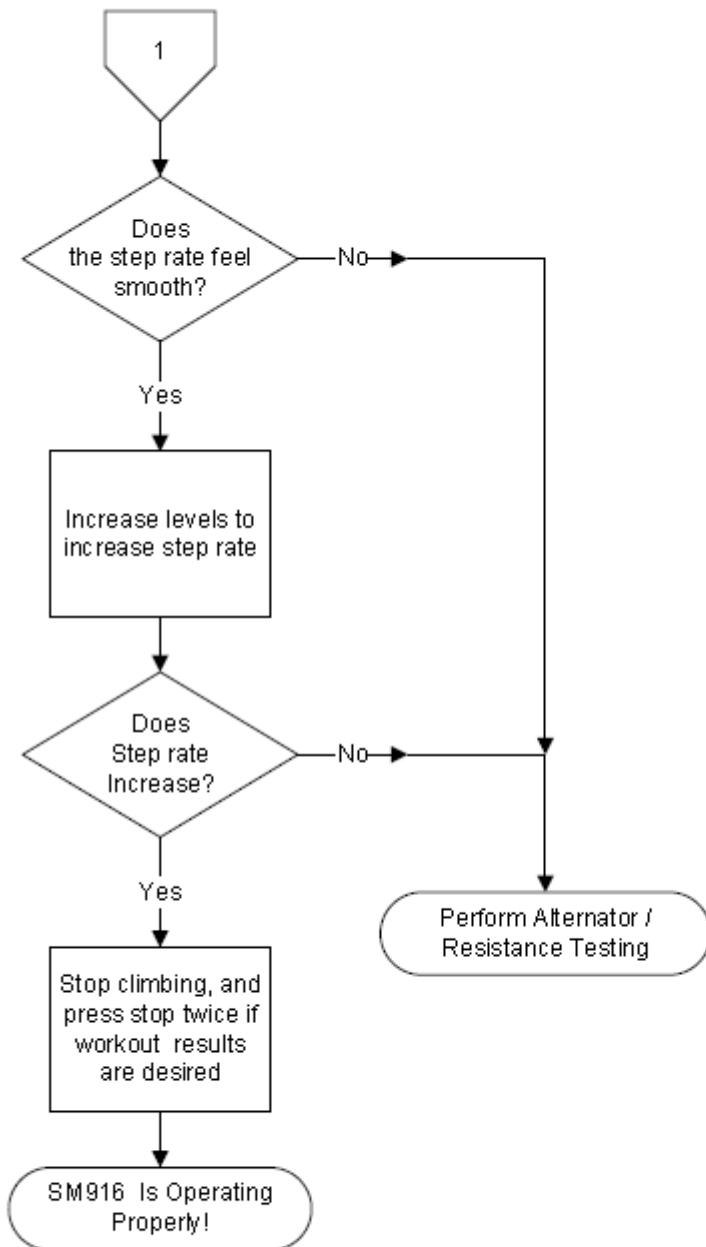 1
Does
the step rate feel
smooth?
No
Yes
Increase levels to
increase step rate
Does
Step rate
Increase?
No
Yes
Perform Alternator /
Resistance Testing
Stop climbing, and
press stop twice if
workout results
are desired
SM916 Is Operating
Properly!